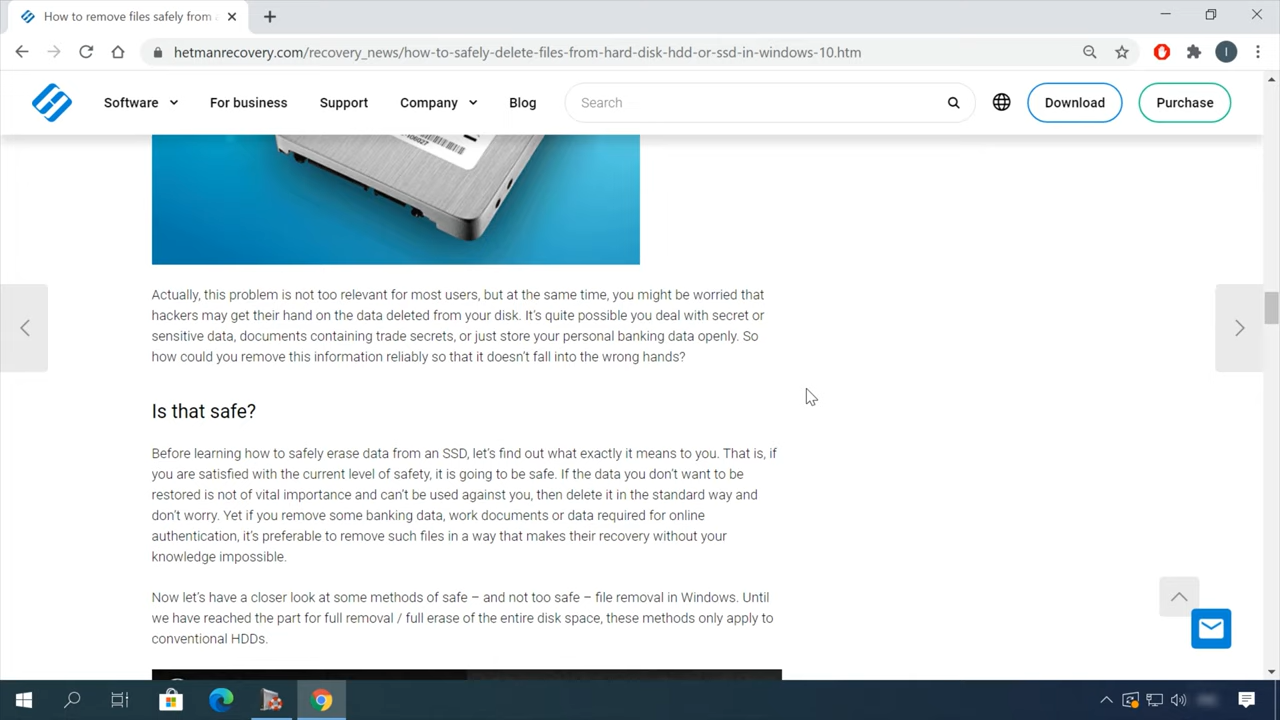 How to remove files safely from
hetmanrecovery.com/recovery_news/how-to-safely-delete-files-from-hard-disk-hdd-or-ssd-in-windows-10.htm
I
Software
For business
Support
Company
Blog
Search
Download
Purchase
Actually, this problem is not too relevant for most users, but at the same time, you might be worried that
hackers may get their hand on the data deleted from your disk. It's quite possible you deal with secret or
sensitive data, documents containing trade secrets, or just store your personal banking data openly. So
how could you remove this information reliably so that it doesn't fall into the wrong hands?
Is that safe?
Before learning how to safely erase data from an SSD, let's find out what exactly it means to you. That is, if
you are satisfied with the current level of safety, it is going to be safe. If the data you don't want to be
restored is not of vital importance and can't be used against you, then delete it in the standard way and
don't worry. Yet if you remove some banking data, work documents or data required for online
authentication, it's preferable to remove such files in a way that makes their recovery without your
knowledge impossible.
Now let's have a closer look at some methods of safe – and not too safe – file removal in Windows. Until
we have reached the part for full removal / full erase of the entire disk space, these methods only apply to
conventional HDDs.